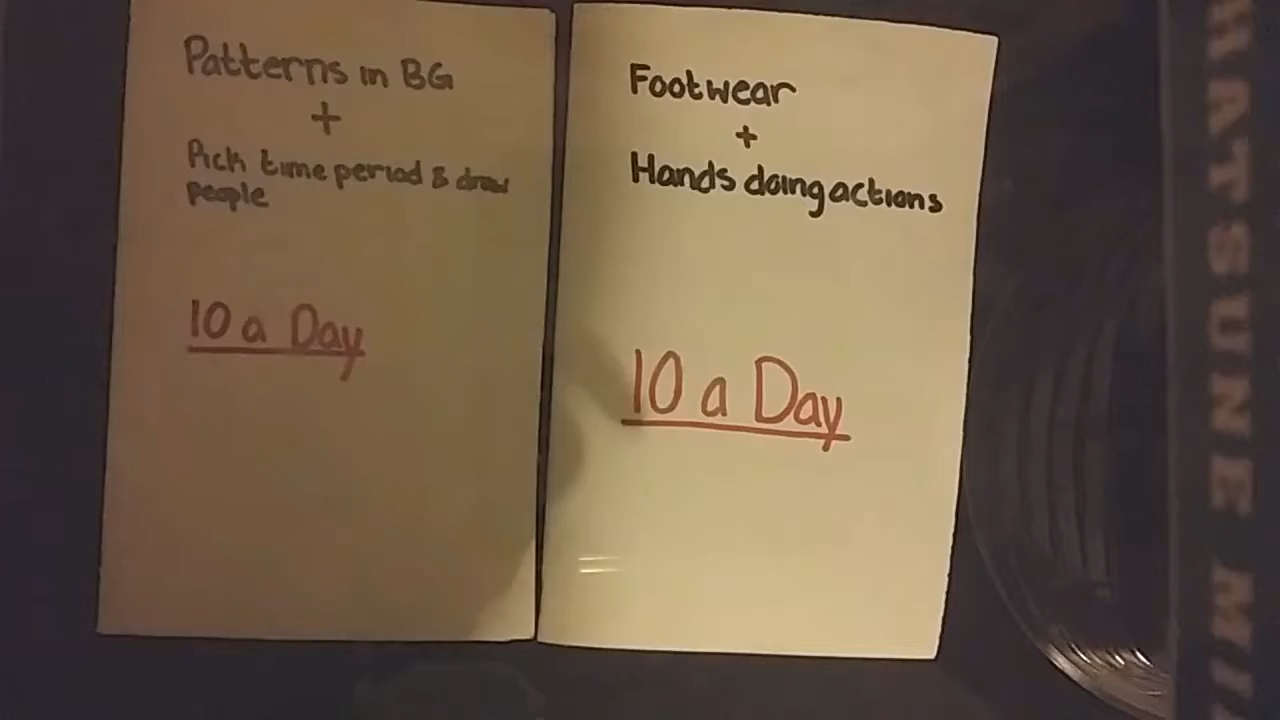 Patterns in BG
+
Pick time period & draw
people
10 a Day
Footwear
+
Hands doing actions
10 a Day
HATSUNE MI